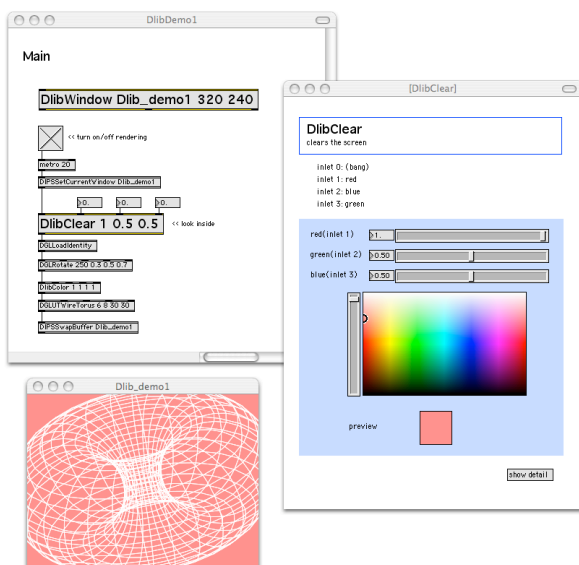 DlibDemo1
Main
DlibWindow Dlib_demo1 320 240
<< turn on/off rendering
metro 20
DIPSSetCurrentWindow Dlib_demo1
0.
0.
0.
DlibClear 1 0.5 0.5
<< look inside
DGLLoadIdentity
DGLRotate 250 0.3 0.5 0.7
DlibColor 1 1 1 1
DGLUTWireTorus 6 8 30 30
DIPSSwapBuffer Dlib_demo1
[DlibClear]
DlibClear
clears the screen
inlet 0: (bang)
inlet 1: red
inlet 2: blue
inlet 3: green
red(inlet 1)
1.
green(inlet 2)
0.50
blue(inlet 3)
0.50
preview
show detail
Dlib_demo1